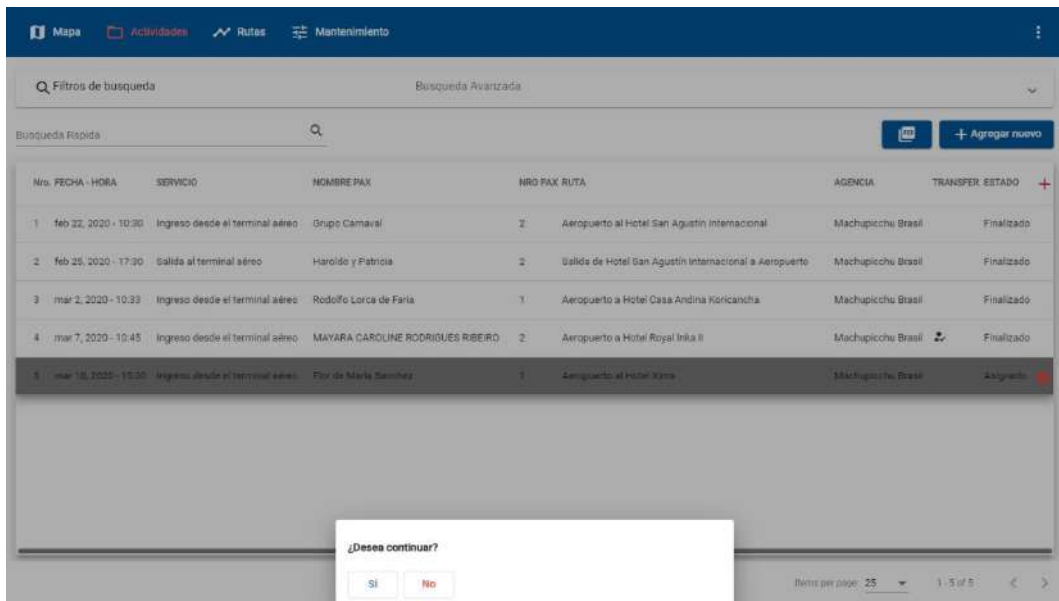 Mapa Actividades Rutas Mantenimiento
Filtros de busqueda Busqueda Avanzada
Busqueda Rapida Agregar nuevo
Nro. FECHA - HORA SERVICIO NOMBRE PAX NRO PAX RUTA AGENCIA TRANSFER ESTADO
1 feb 22, 2020 - 10:30 Ingreso desde el terminal aéreo Grupo Carnaval 2 Aeropuerto al Hotel San Agustín Internacional Machupicchu Brasil Finalizado
2 feb 25, 2020 - 17:30 Salida al terminal aéreo Haroldo y Patricia 2 Salida de Hotel San Agustín Internacional a Aeropuerto Machupicchu Brasil Finalizado
3 mar 2, 2020 - 10:33 Ingreso desde el terminal aéreo Rodolfo Lorca de Faria 1 Aeropuerto a Hotel Casa Andina Koricancha Machupicchu Brasil Finalizado
4 mar 7, 2020 - 10:45 Ingreso desde el terminal aéreo MAYARA CAROLINE RODRIGUES RIBEIRO 2 Aeropuerto a Hotel Royal Inka II Machupicchu Brasil Finalizado
5 mar 10, 2020 - 15:30 Ingreso desde el terminal aéreo Flor de María 1 Aeropuerto al Hotel Machupicchu Brasil Asignado
¿Desea continuar?
Si No
Items per page: 25 1 - 5 of 5